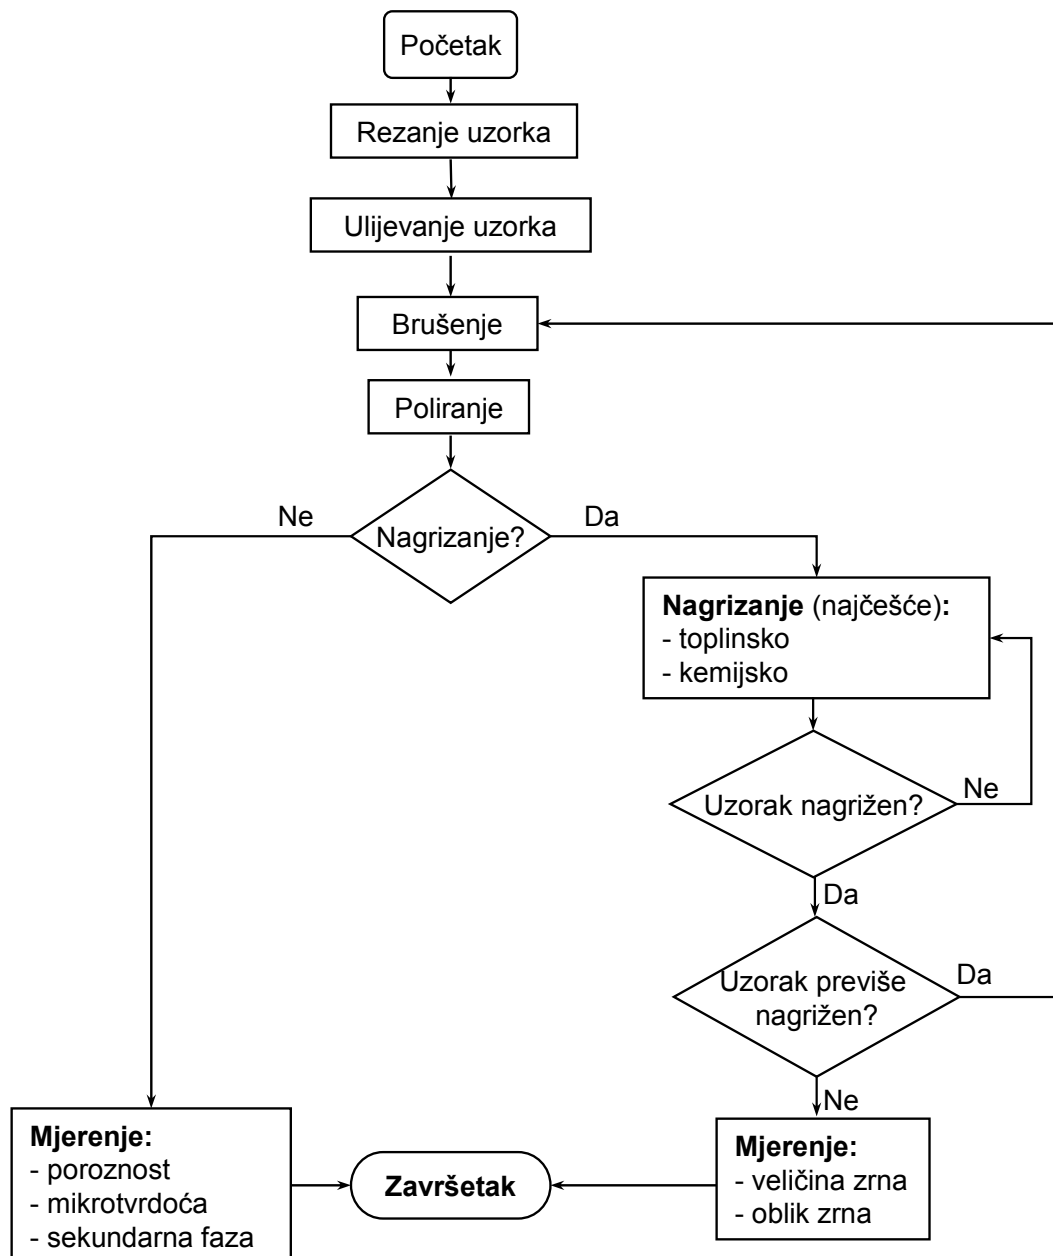 Početak
Rezanje uzorka
Ulijevanje uzorka
Brušenje
Poliranje
Nagrizanje?
Ne
Da
Nagrizanje (najčešće):
- toplinsko
- kemijsko
Uzorak nagrižen?
Ne
Da
Uzorak previše
nagrižen?
Da
Ne
Mjerenje:
- poroznost
- mikrotvrdoća
- sekundarna faza
Završetak
Mjerenje:
- veličina zrna
- oblik zrna